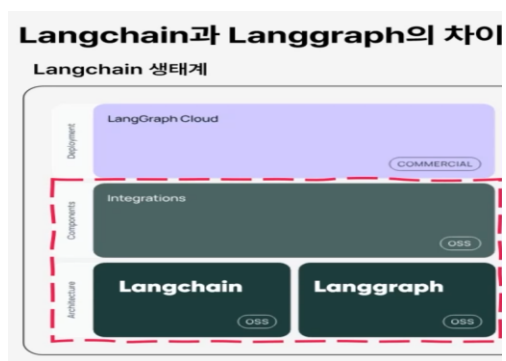 Langchain과 Langgraph의 차이
Langchain 생태계
Deployment
LangGraph Cloud
COMMERCIAL
Components
Integrations
OSS
Architecture
Langchain
OSS
Langgraph
OSS